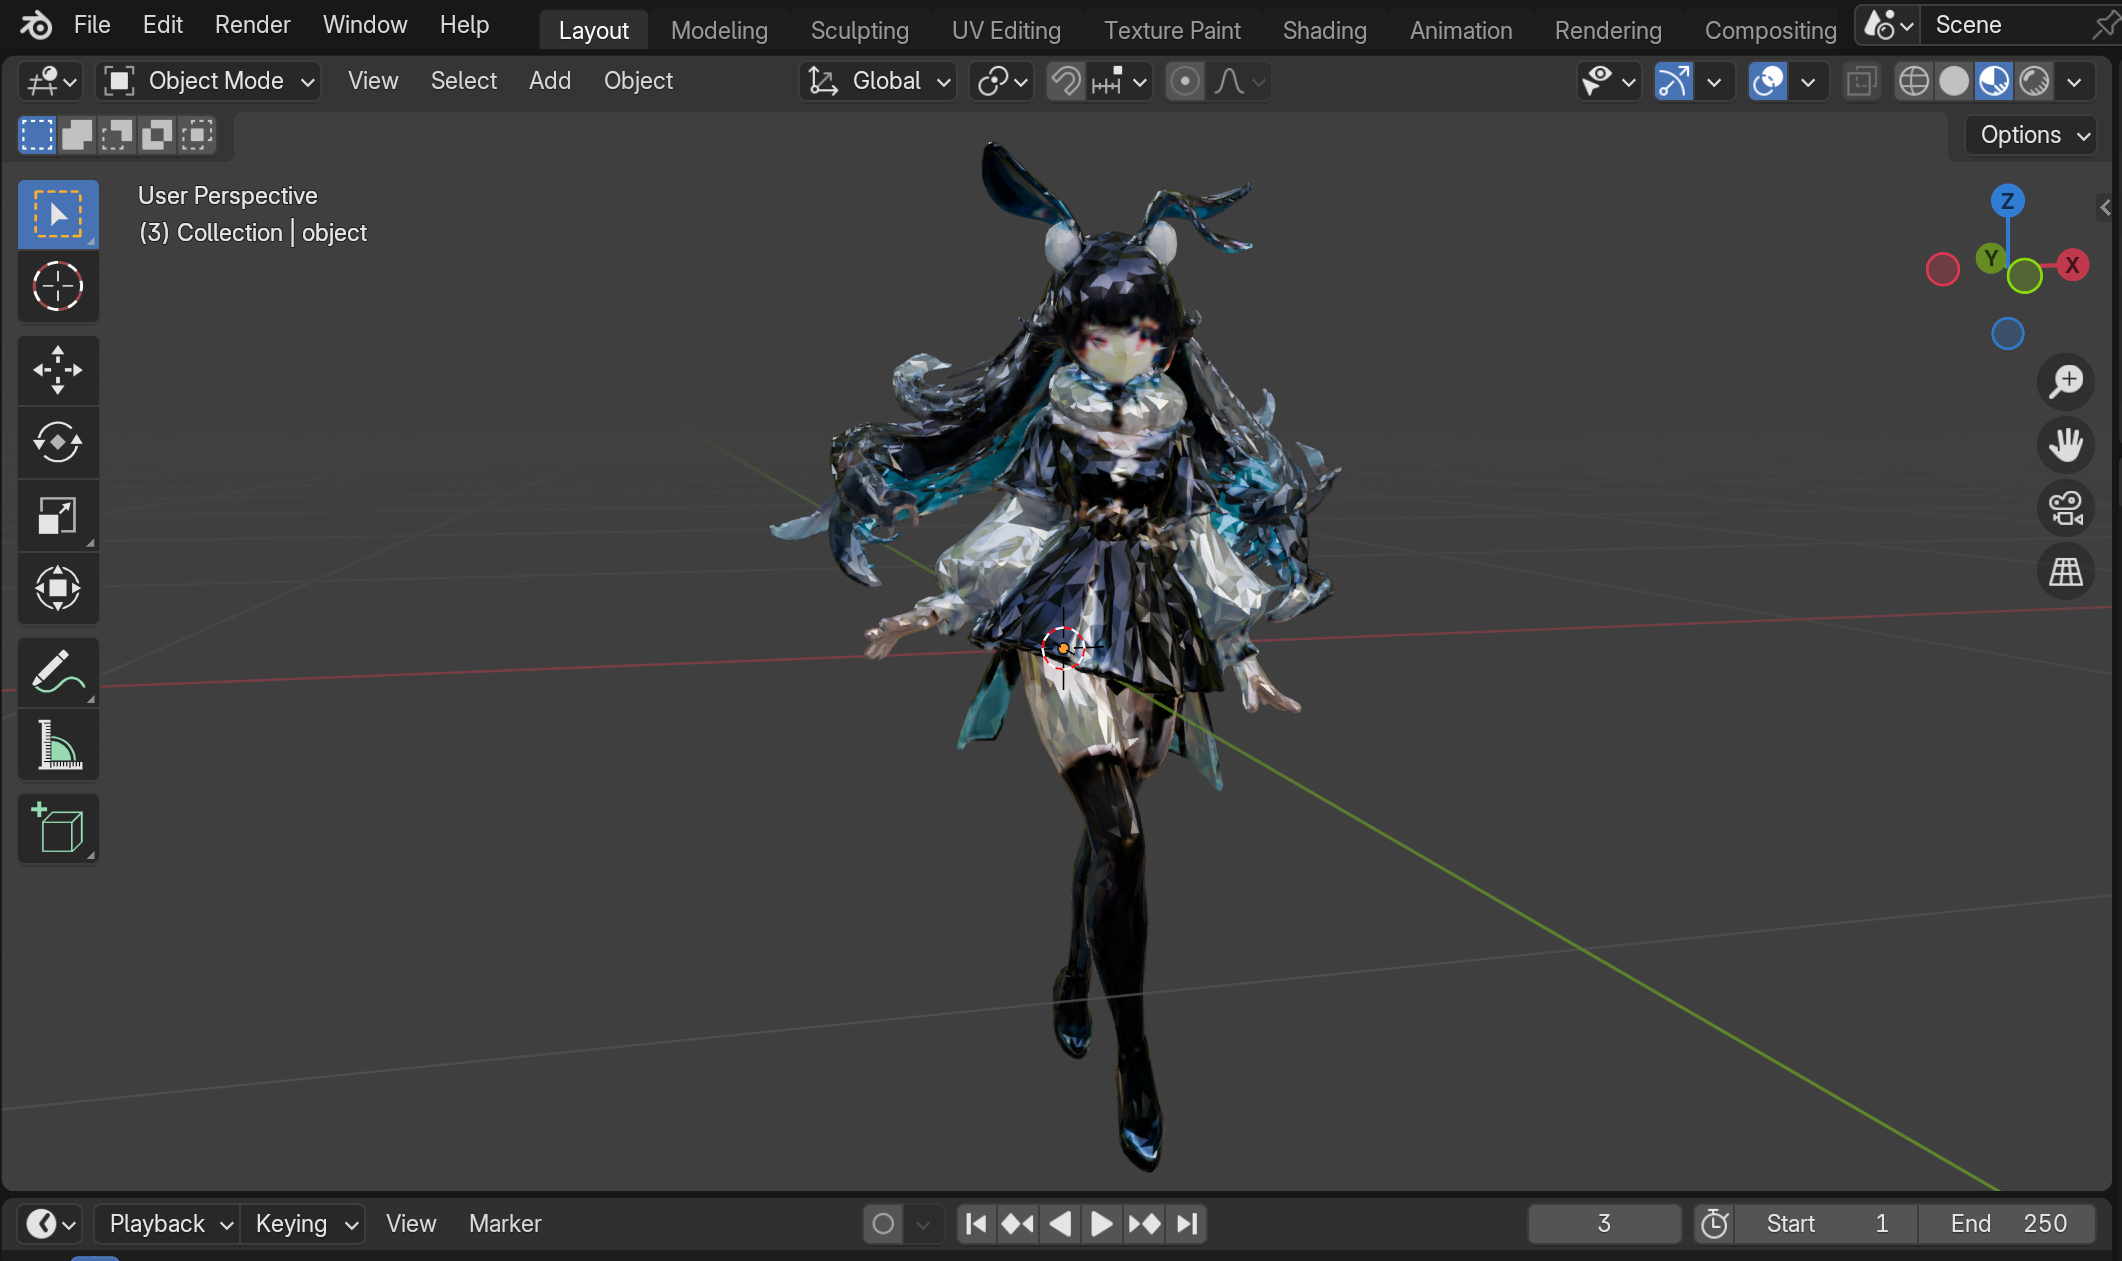 File Edit Render Window Help Layout Modeling Sculpting UV Editing Texture Paint Shading Animation Rendering Compositing Scene
Object Mode View Select Add Object Global
Options
User Perspective
(3) Collection | object
Z
Y
X
Playback Keying View Marker 3 Start 1 End 250